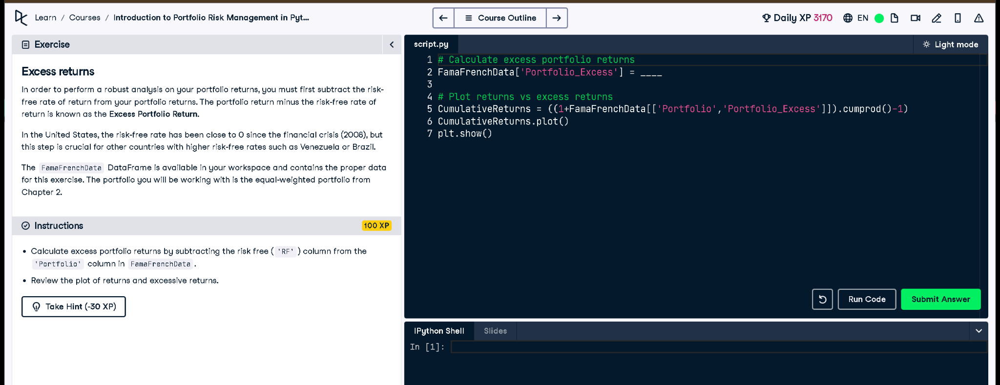 Learn / Courses / Introduction to Portfolio Risk Management in Pyt...
Course Outline
Daily XP 3170
EN
Exercise
Excess returns
In order to perform a robust analysis on your portfolio returns, you must first subtract the risk-
free rate of return from your portfolio returns. The portfolio return minus the risk-free rate of
return is known as the Excess Portfolio Return.
In the United States, the risk-free rate has been close to 0 since the financial crisis (2008), but
this step is crucial for other countries with higher risk-free rates such as Venezuela or Brazil.
The FamaFrenchData DataFrame is available in your workspace and contains the proper data
for this exercise. The portfolio you will be working with is the equal-weighted portfolio from
Chapter 2.
Instructions
100 XP
• Calculate excess portfolio returns by subtracting the risk free ( 'RF' ) column from the
'Portfolio' column in FamaFrenchData .
• Review the plot of returns and excessive returns.
Take Hint (-30 XP)
script.py
Light mode
1 # Calculate excess portfolio returns
2 FamaFrenchData['Portfolio_Excess'] = ____
3
4 # Plot returns vs excess returns
5 CumulativeReturns = ((1+FamaFrenchData[['Portfolio','Portfolio_Excess']]).cumprod()-1)
6 CumulativeReturns.plot()
7 plt.show()
Run Code
Submit Answer
IPython Shell
Slides
In [1]: